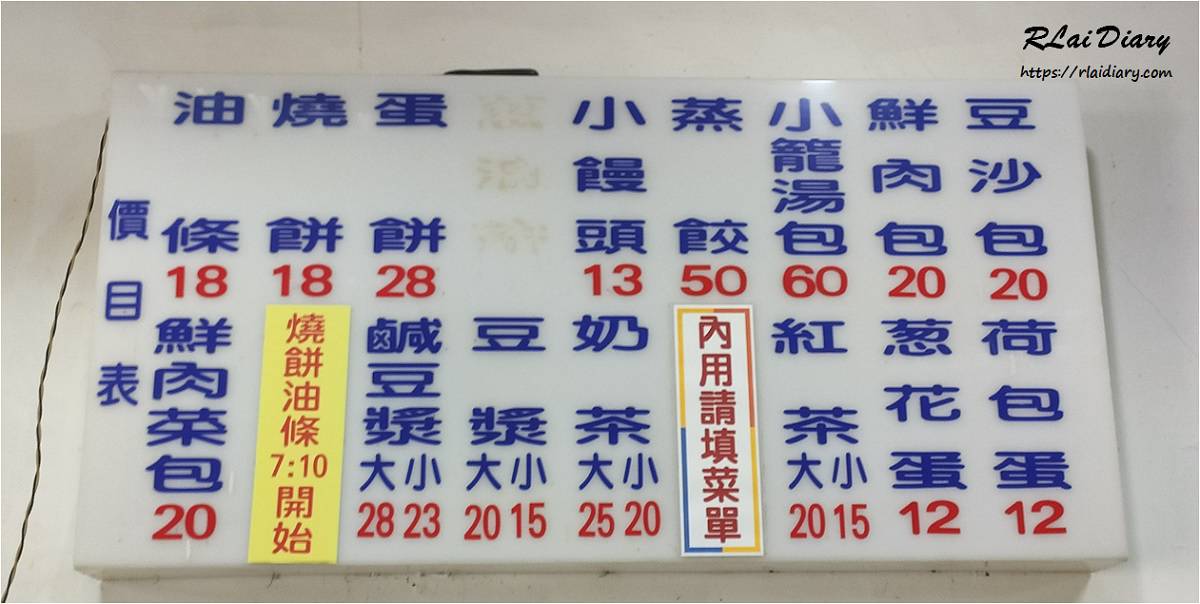 RLai Diary
https://rlaidiary.com
價目表
油條
18
燒餅
18
蛋餅
28
小饅頭
13
蒸餃
50
小籠湯包
60
鮮肉包
20
豆沙包
20
鮮肉菜包
20
燒餅油條7:10開始
鹹豆漿
大小
28 23
豆漿
大小
20 15
奶茶
大小
25 20
內用請填菜單
紅茶
大小
20 15
葱花蛋
12
荷包蛋
12